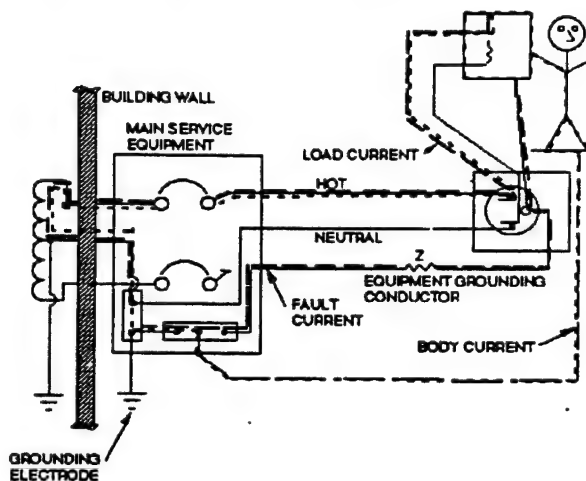 BUILDING WALL
MAIN SERVICE
EQUIPMENT
LOAD CURRENT
HOT
NEUTRAL
Z
EQUIPMENT GROUNDING
CONDUCTOR
FAULT
CURRENT
BODY CURRENT
GROUNDING
ELECTRODE